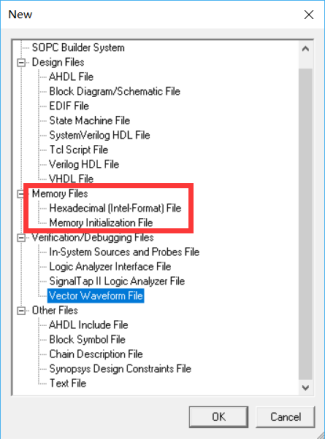 New
SOPC Builder System
Design Files
AHDL File
Block Diagram/Schematic File
EDIF File
State Machine File
SystemVerilog HDL File
Tcl Script File
Verilog HDL File
VHDL File
Memory Files
Hexadecimal (Intel-Format) File
Memory Initialization File
Verification/Debugging Files
In-System Sources and Probes File
Logic Analyzer Interface File
SignalTap II Logic Analyzer File
Vector Waveform File
Other Files
AHDL Include File
Block Symbol File
Chain Description File
Synopsys Design Constraints File
Text File
OK
Cancel